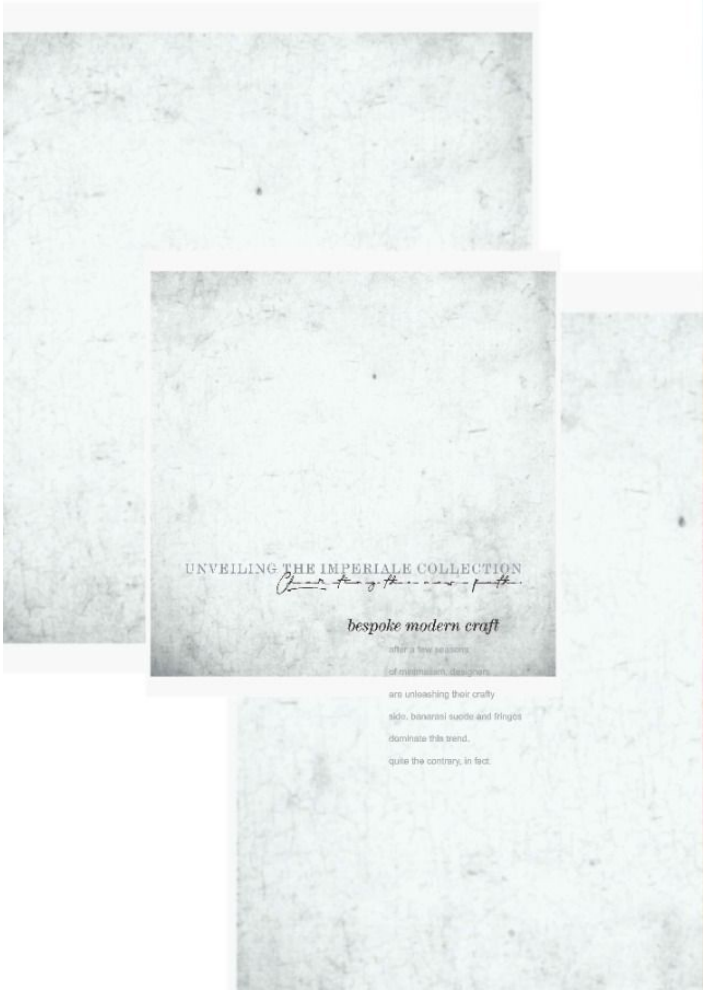 UNVEILING THE IMPERIALE COLLECTION
bespoke modern craft
after a few seasons
of minimalism, designers
are unleashing their crafty
side. banarasi suede and fringes
dominate this trend.
quite the contrary, in fact